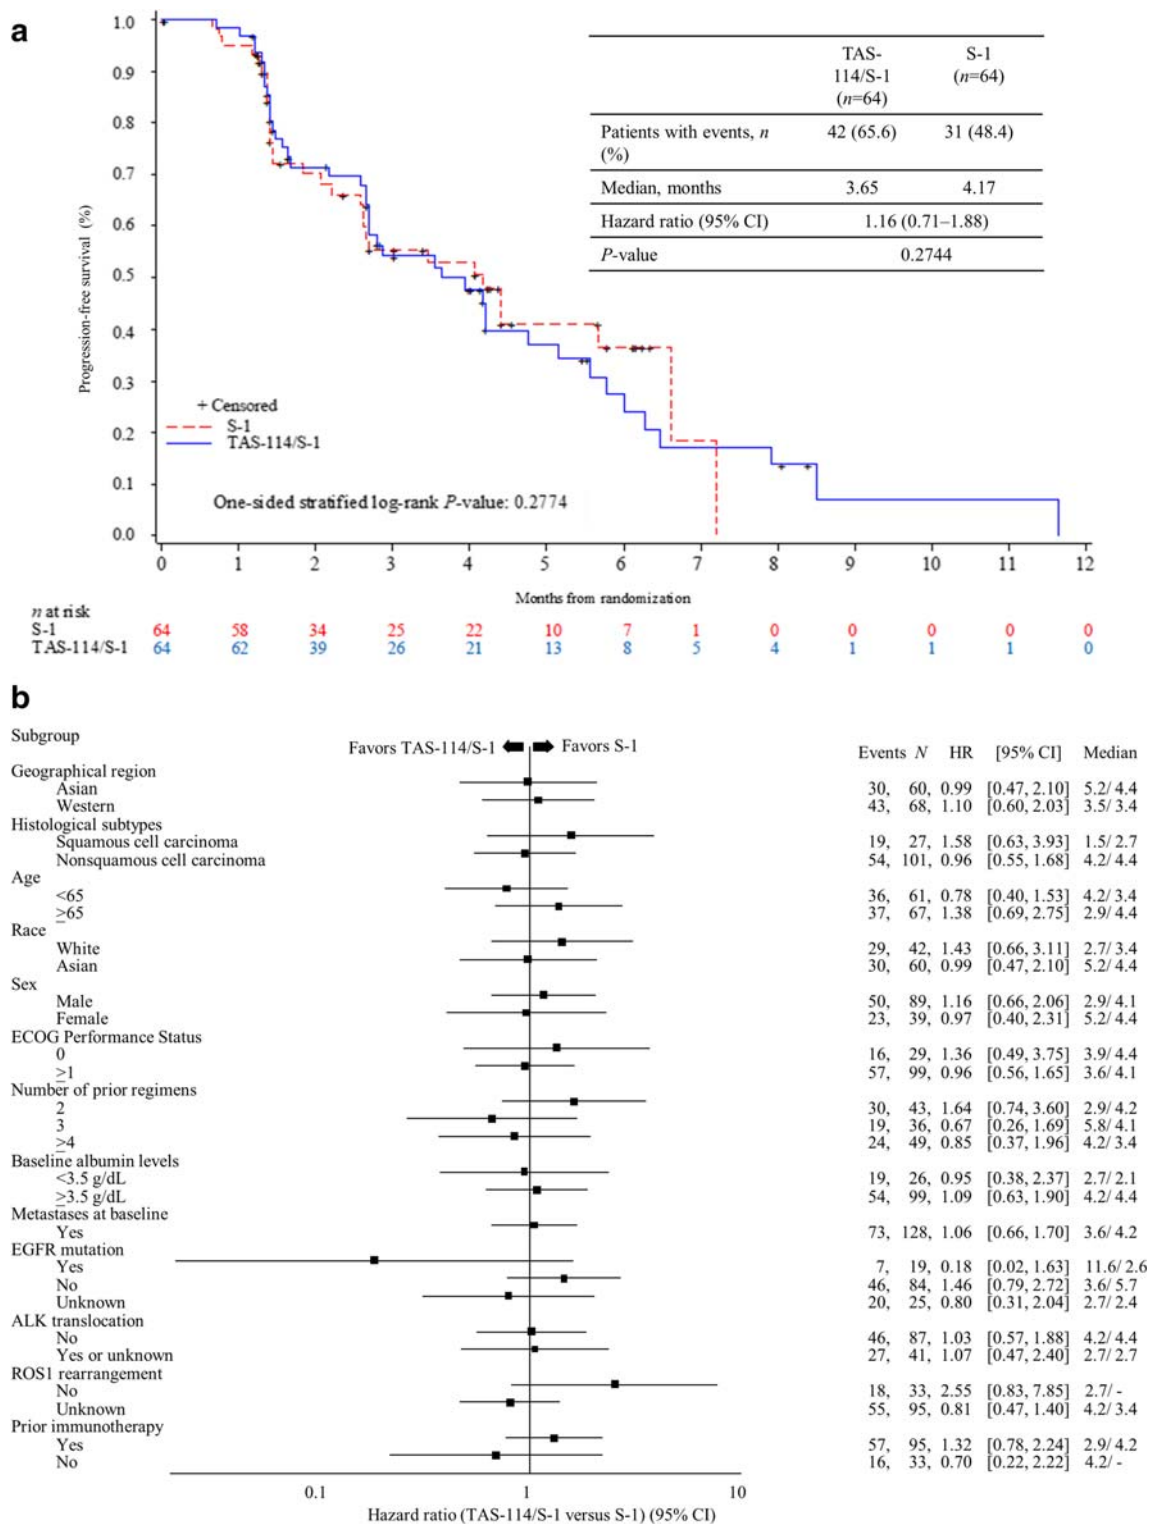 a
TAS-
114/S-1
(n=64)
S-1
(n=64)
Patients with events, n
(%)
42 (65.6)
31 (48.4)
Median, months
3.65
4.17
Hazard ratio (95% CI)
1.16 (0.71–1.88)
P-value
0.2744
Progression-free survival (%)
1.0
0.9
0.8
0.7
0.6
0.5
0.4
0.3
0.2
0.1
0.0
+ Censored
S-1
TAS-114/S-1
One-sided stratified log-rank P-value: 0.2774
0 1 2 3 4 5 6 7 8 9 10 11 12
Months from randomization
n at risk
S-1 64 58 34 25 22 10 7 1 0 0 0 0 0
TAS-114/S-1 64 62 39 26 21 13 8 5 4 1 1 1 0
b
Subgroup
Favors TAS-114/S-1 Favors S-1
Events N HR [95% CI] Median
Geographical region
Asian 30, 60, 0.99 [0.47, 2.10] 5.2/ 4.4
Western 43, 68, 1.10 [0.60, 2.03] 3.5/ 3.4
Histological subtypes
Squamous cell carcinoma 19, 27, 1.58 [0.63, 3.93] 1.5/ 2.7
Nonsquamous cell carcinoma 54, 101, 0.96 [0.55, 1.68] 4.2/ 4.4
Age
<65 36, 61, 0.78 [0.40, 1.53] 4.2/ 3.4
≥65 37, 67, 1.38 [0.69, 2.75] 2.9/ 4.4
Race
White 29, 42, 1.43 [0.66, 3.11] 2.7/ 3.4
Asian 30, 60, 0.99 [0.47, 2.10] 5.2/ 4.4
Sex
Male 50, 89, 1.16 [0.66, 2.06] 2.9/ 4.1
Female 23, 39, 0.97 [0.40, 2.31] 5.2/ 4.4
ECOG Performance Status
0 16, 29, 1.36 [0.49, 3.75] 3.9/ 4.4
≥1 57, 99, 0.96 [0.56, 1.65] 3.6/ 4.1
Number of prior regimens
2 30, 43, 1.64 [0.74, 3.60] 2.9/ 4.2
3 19, 36, 0.67 [0.26, 1.69] 5.8/ 4.1
≥4 24, 49, 0.85 [0.37, 1.96] 4.2/ 3.4
Baseline albumin levels
<3.5 g/dL 19, 26, 0.95 [0.38, 2.37] 2.7/ 2.1
≥3.5 g/dL 54, 99, 1.09 [0.63, 1.90] 4.2/ 4.4
Metastases at baseline
Yes 73, 128, 1.06 [0.66, 1.70] 3.6/ 4.2
EGFR mutation
Yes 7, 19, 0.18 [0.02, 1.63] 11.6/ 2.6
No 46, 84, 1.46 [0.79, 2.72] 3.6/ 5.7
Unknown 20, 25, 0.80 [0.31, 2.04] 2.7/ 2.4
ALK translocation
No 46, 87, 1.03 [0.57, 1.88] 4.2/ 4.4
Yes or unknown 27, 41, 1.07 [0.47, 2.40] 2.7/ 2.7
ROS1 rearrangement
No 18, 33, 2.55 [0.83, 7.85] 2.7/ -
Unknown 55, 95, 0.81 [0.47, 1.40] 4.2/ 3.4
Prior immunotherapy
Yes 57, 95, 1.32 [0.78, 2.24] 2.9/ 4.2
No 16, 33, 0.70 [0.22, 2.22] 4.2/ -
0.1 1 10
Hazard ratio (TAS-114/S-1 versus S-1) (95% CI)